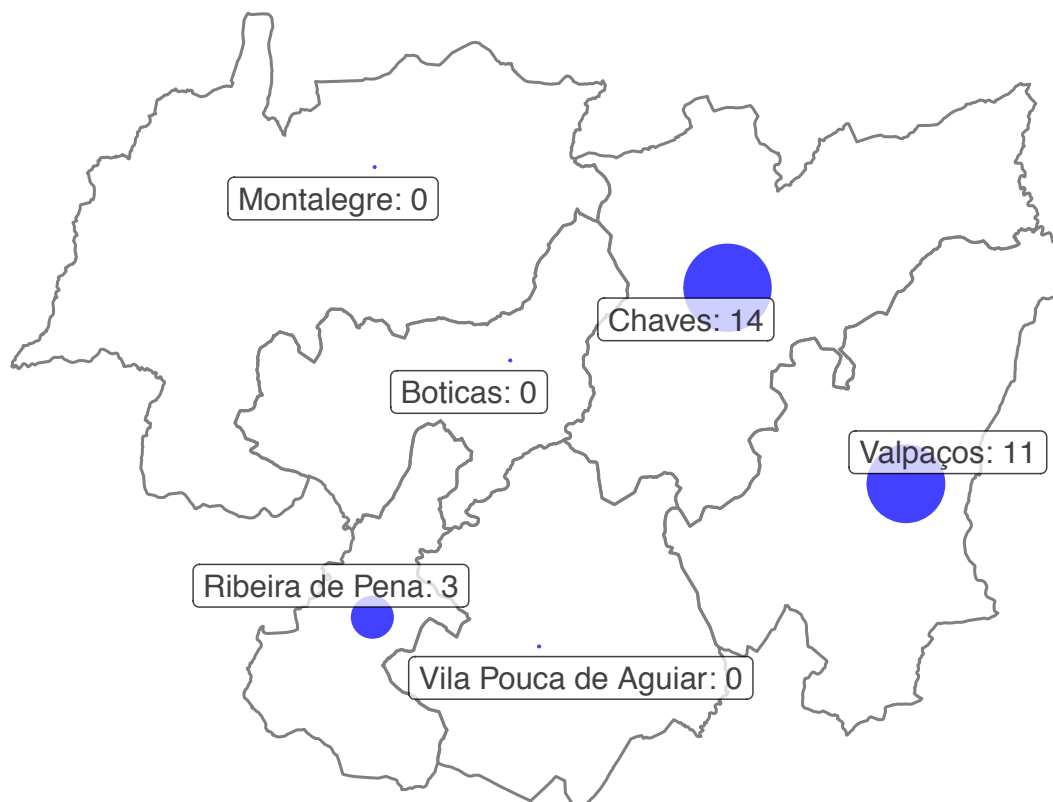 Montalegre: 0
Chaves: 14
Boticas: 0
Valpaços: 11
Ribeira de Pena: 3
Vila Pouca de Aguiar: 0